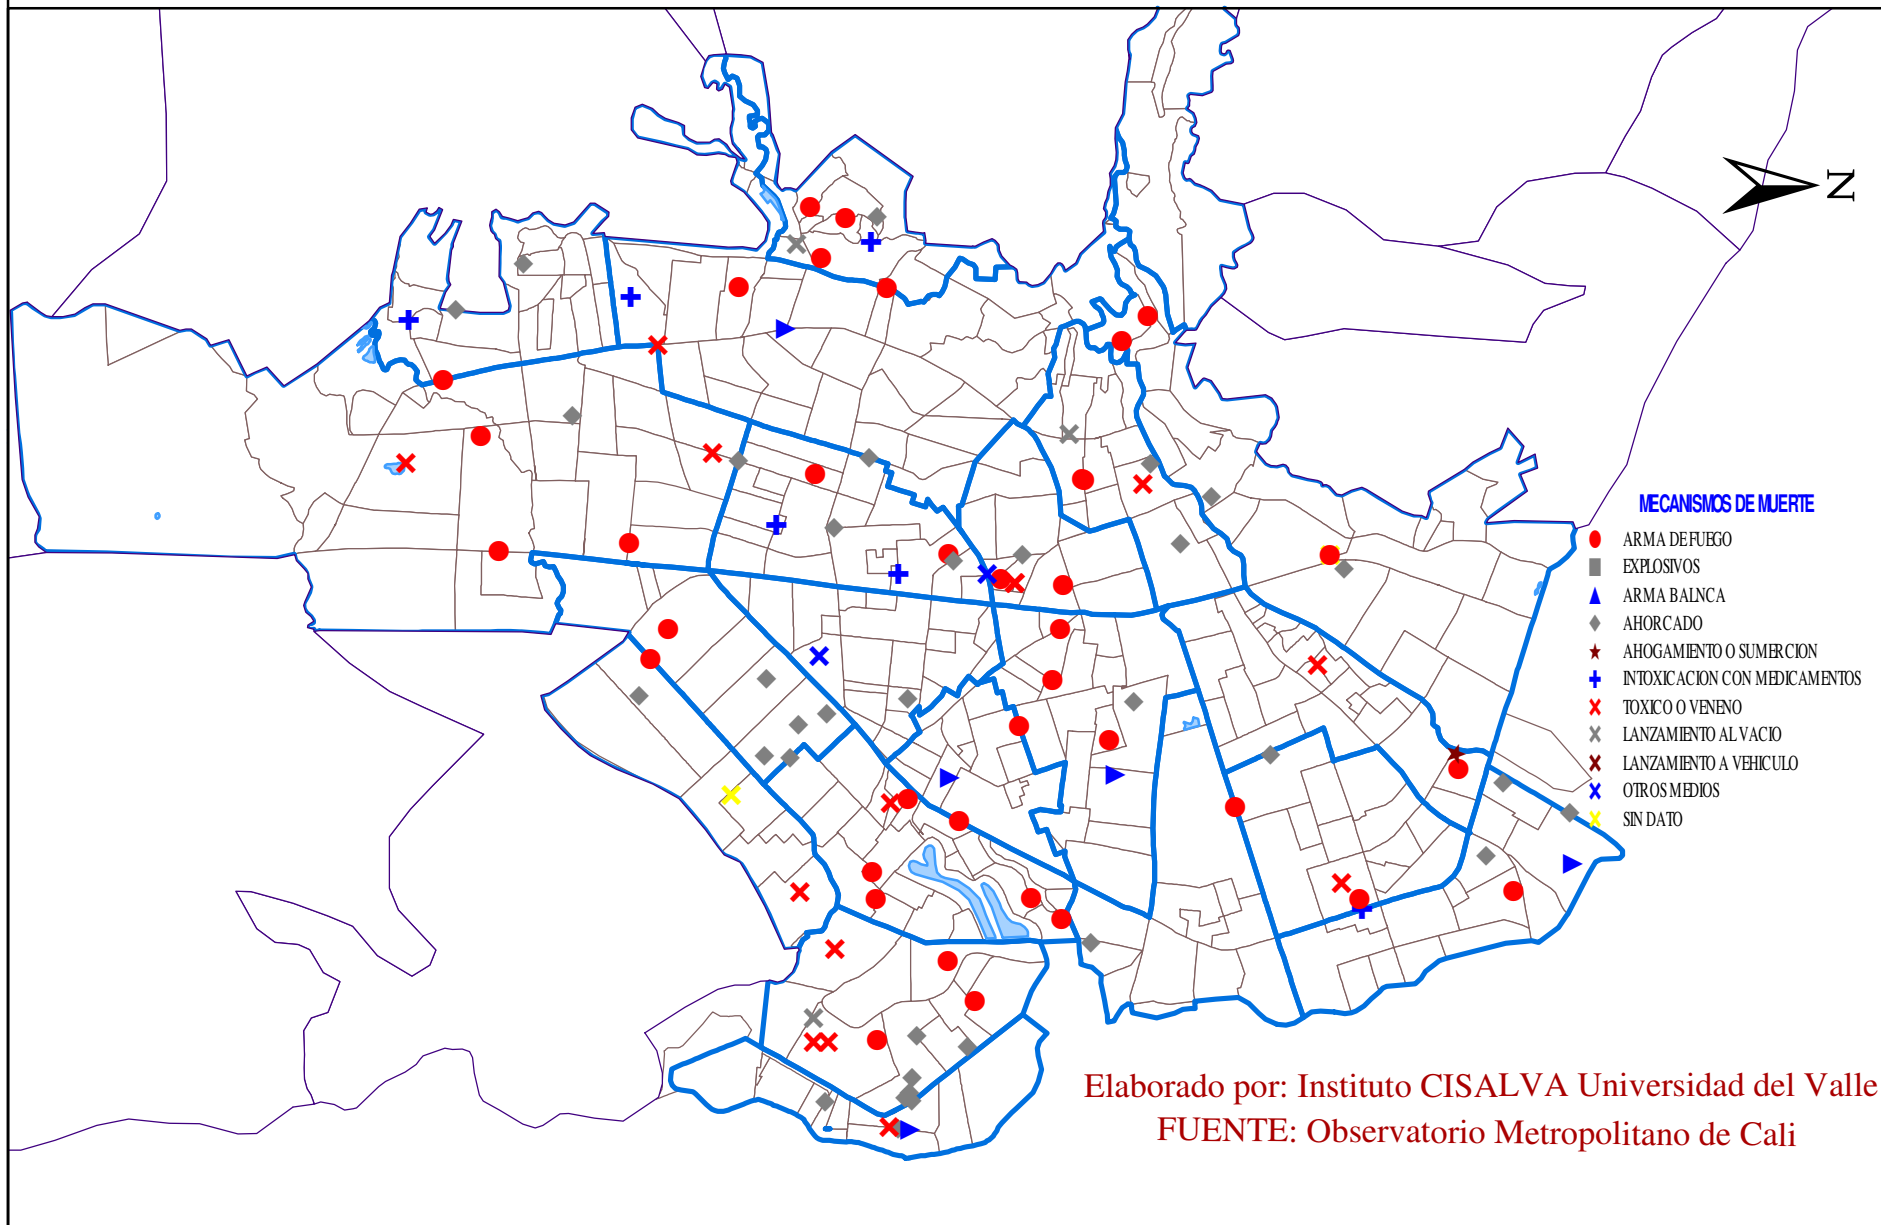 N
MECANISMOS DE MUERTE
ARMA DE FUEGO
EXPLOSIVOS
ARMA BALNCA
AHORCADO
AHOGAMIENTO O SUMERCION
INTOXICACION CON MEDICAMENTOS
TOXICO O VENENO
LANZAMIENTO AL VACIO
LANZAMIENTO A VEHICULO
OTROS MEDIOS
SIN DATO
Elaborado por: Instituto CISALVA Universidad del Valle
FUENTE: Observatorio Metropolitano de Cali